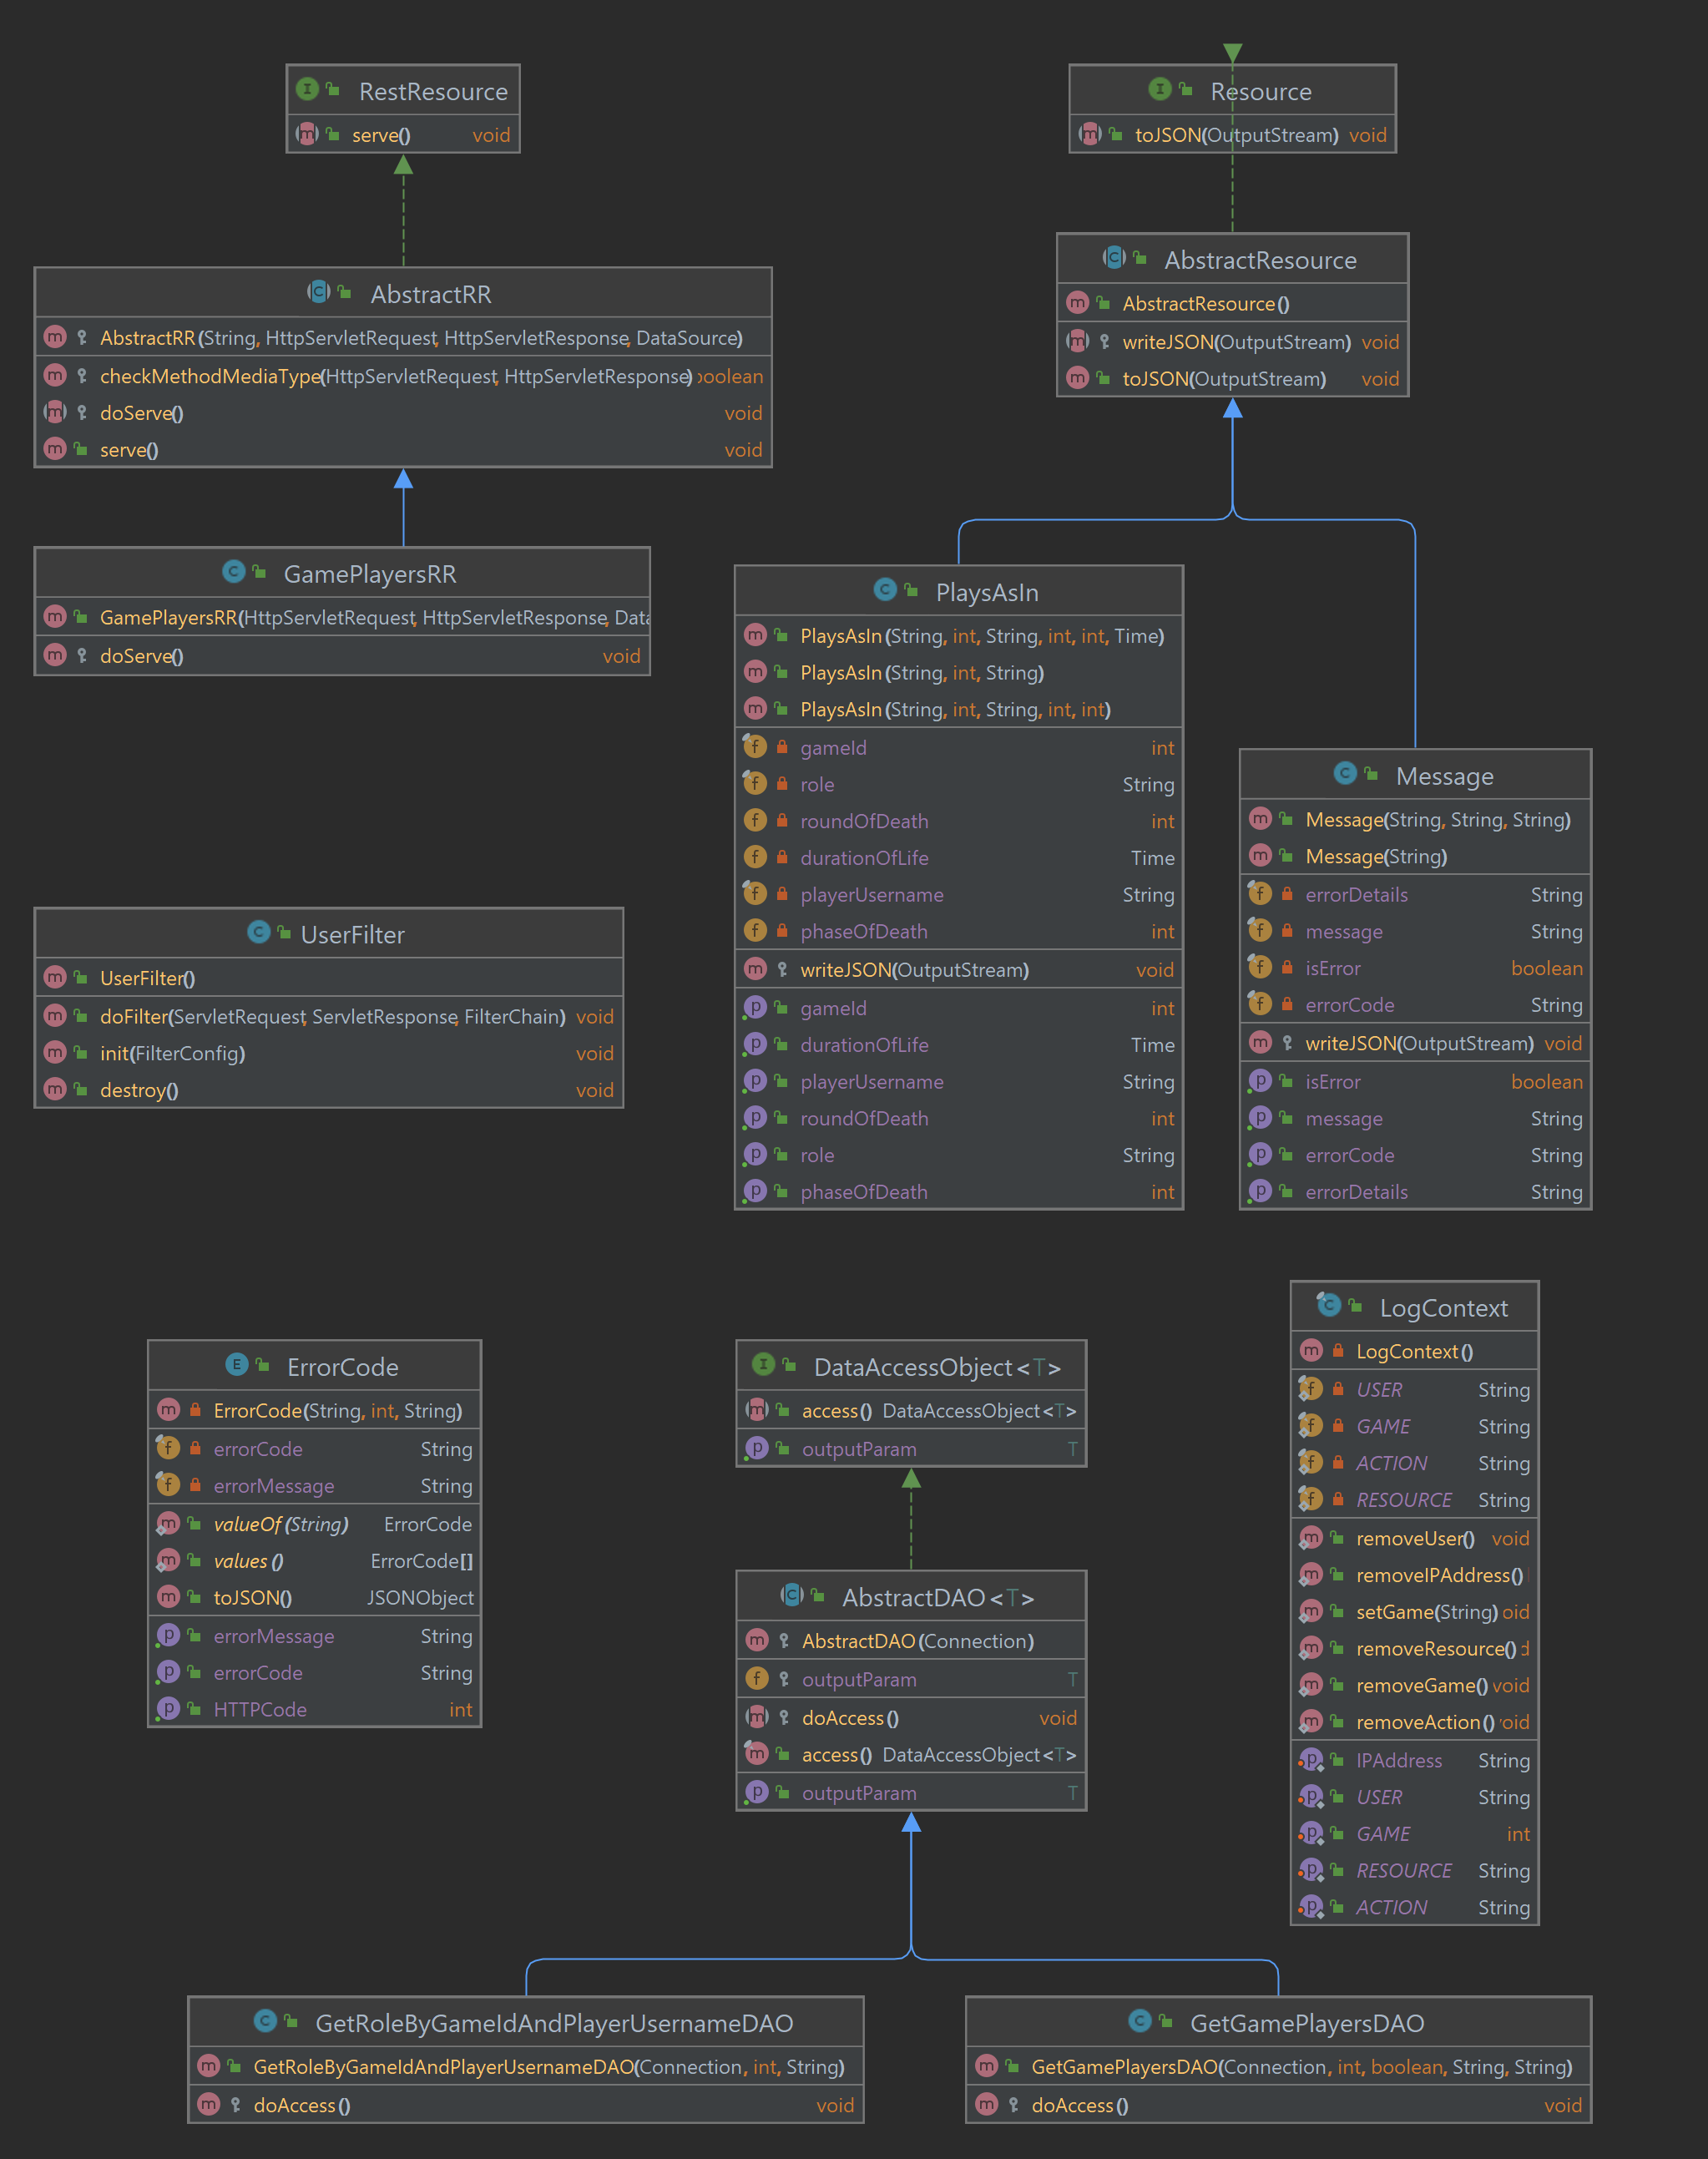 RestResource
serve() void
Resource
toJSON(OutputStream) void
AbstractRR
AbstractRR(String, HttpServletRequest, HttpServletResponse, DataSource)
checkMethodMediaType(HttpServletRequest, HttpServletResponse) boolean
doServe() void
serve() void
AbstractResource
AbstractResource()
writeJSON(OutputStream) void
toJSON(OutputStream) void
GamePlayersRR
GamePlayersRR(HttpServletRequest, HttpServletResponse, Data
doServe() void
PlaysAsIn
PlaysAsIn(String, int, String, int, int, Time)
PlaysAsIn(String, int, String)
PlaysAsIn(String, int, String, int, int)
gameId int
role String
roundOfDeath int
durationOfLife Time
playerUsername String
phaseOfDeath int
writeJSON(OutputStream) void
gameId int
durationOfLife Time
playerUsername String
roundOfDeath int
role String
phaseOfDeath int
Message
Message(String, String, String)
Message(String)
errorDetails String
message String
isError boolean
errorCode String
writeJSON(OutputStream) void
isError boolean
message String
errorCode String
errorDetails String
UserFilter
UserFilter()
doFilter(ServletRequest, ServletResponse, FilterChain) void
init(FilterConfig) void
destroy() void
ErrorCode
ErrorCode(String, int, String)
errorCode String
errorMessage String
valueOf(String) ErrorCode
values() ErrorCode[]
toJSON() JSONObject
errorMessage String
errorCode String
HTTPCode int
DataAccessObject<T>
access() DataAccessObject<T>
outputParam T
AbstractDAO<T>
AbstractDAO(Connection)
outputParam T
doAccess() void
access() DataAccessObject<T>
outputParam T
LogContext
LogContext()
USER String
GAME String
ACTION String
RESOURCE String
removeUser() void
removeIPAddress()
setGame(String) oid
removeResource() d
removeGame() void
removeAction() oid
IPAddress String
USER String
GAME int
RESOURCE String
ACTION String
GetRoleByGameIdAndPlayerUsernameDAO
GetRoleByGameIdAndPlayerUsernameDAO(Connection, int, String)
doAccess() void
GetGamePlayersDAO
GetGamePlayersDAO(Connection, int, boolean, String, String)
doAccess() void